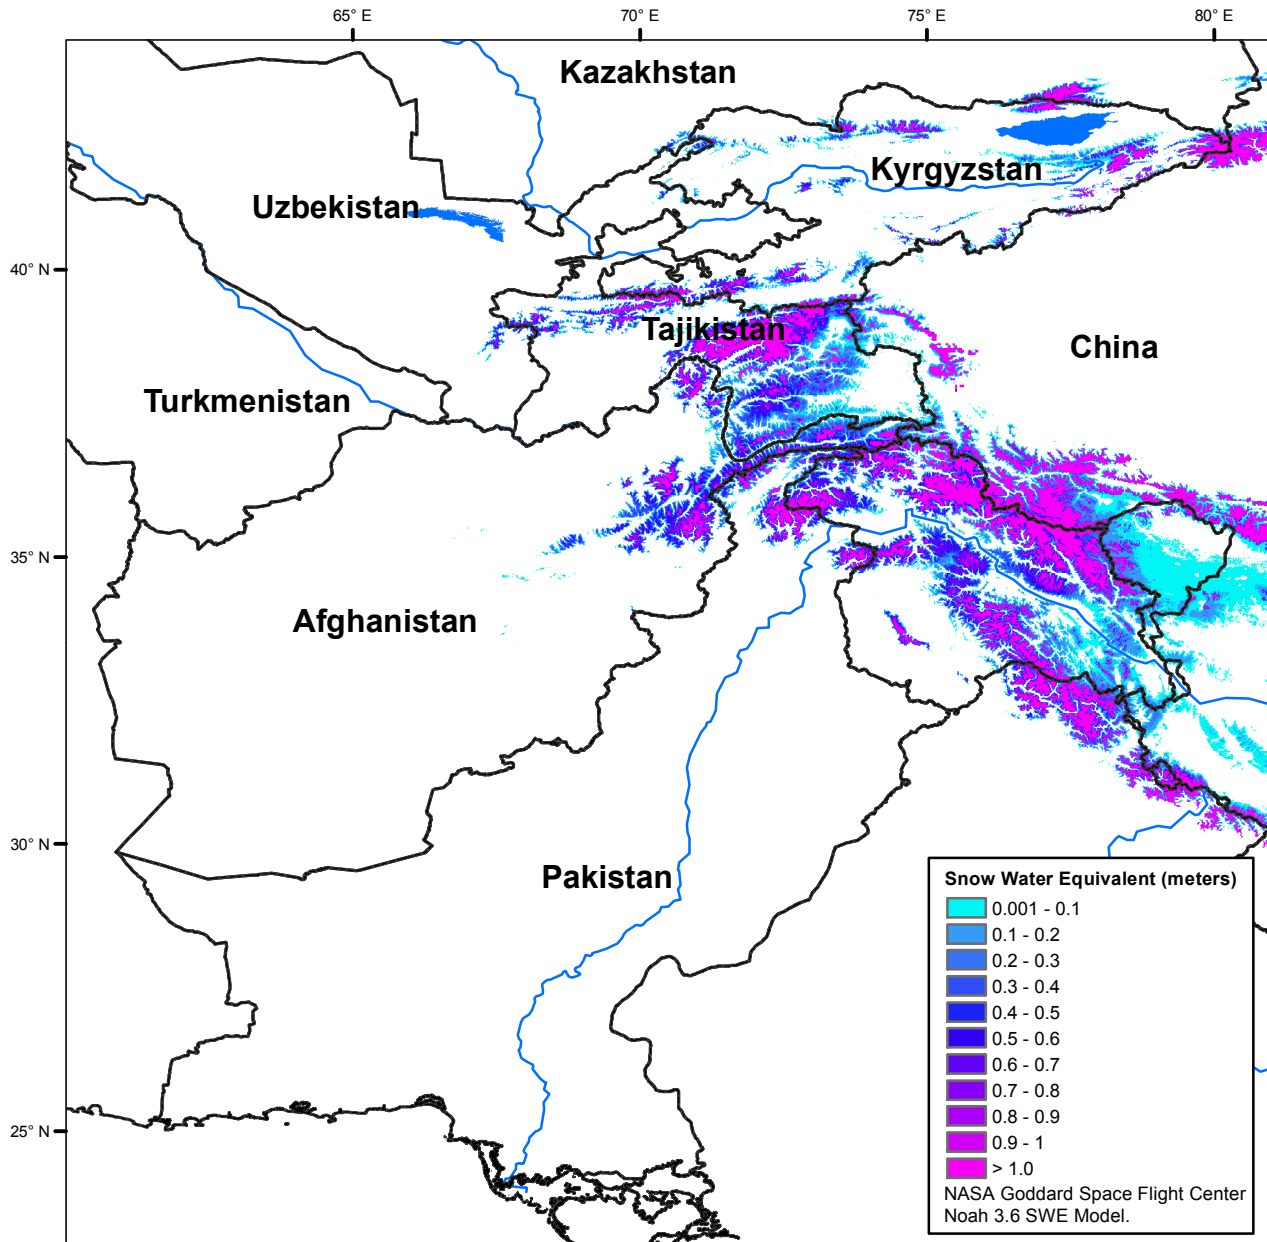 65° E
70° E
75° E
80° E
Kazakhstan
Kyrgyzstan
Uzbekistan
40° N
Tajikistan
China
Turkmenistan
35° N
Afghanistan
30° N
Pakistan
25° N
Snow Water Equivalent (meters)
0.001 - 0.1
0.1 - 0.2
0.2 - 0.3
0.3 - 0.4
0.4 - 0.5
0.5 - 0.6
0.6 - 0.7
0.7 - 0.8
0.8 - 0.9
0.9 - 1
> 1.0
NASA Goddard Space Flight Center
Noah 3.6 SWE Model.